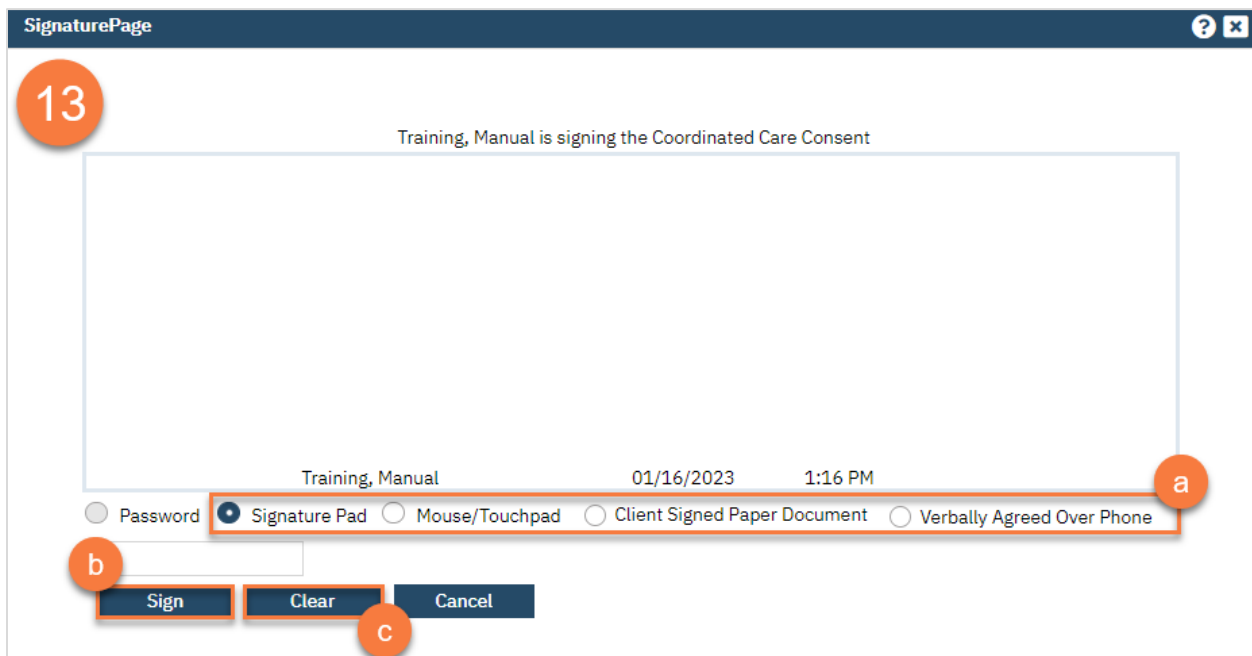 SignaturePage ?
13
Training, Manual is signing the Coordinated Care Consent
Training, Manual 01/16/2023 1:16 PM
a
Password Signature Pad Mouse/Touchpad Client Signed Paper Document Verbally Agreed Over Phone
b
Sign Clear Cancel
c